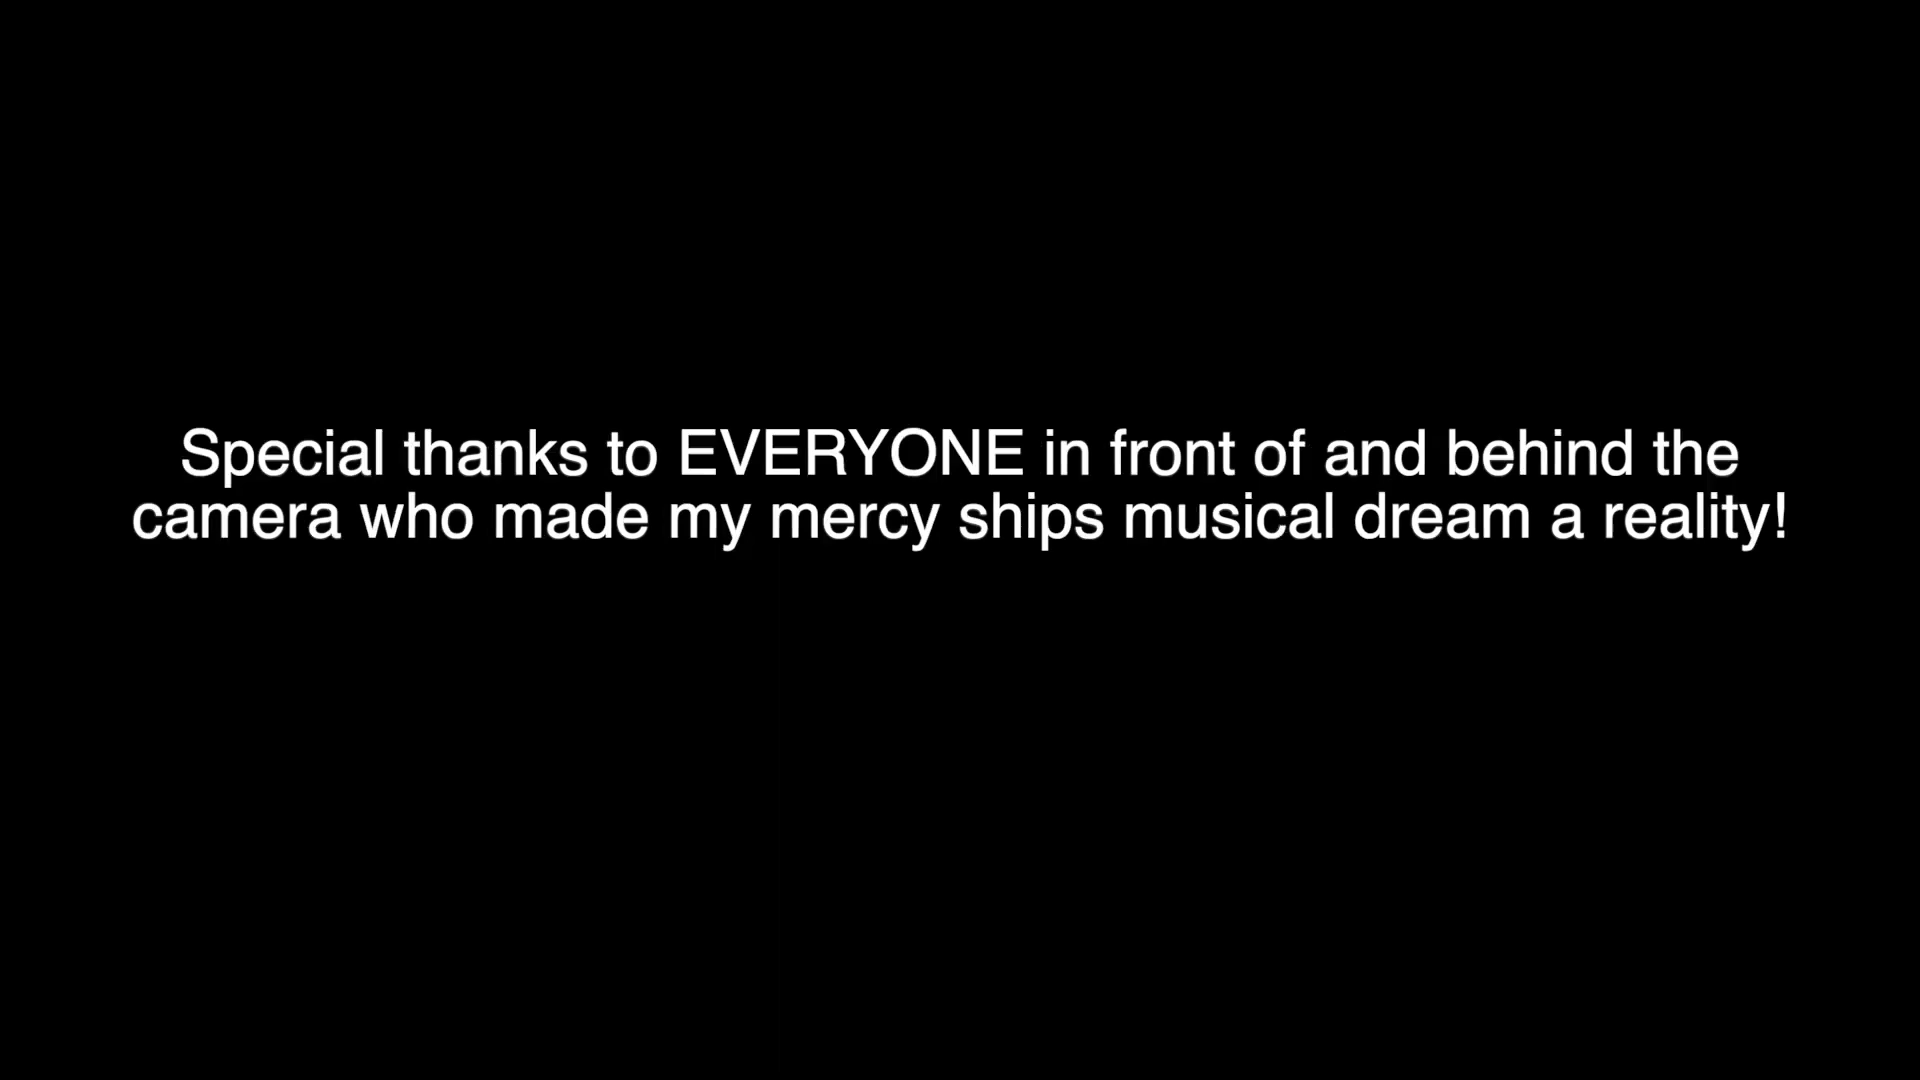 Special thanks to EVERYONE in front of and behind the
camera who made my mercy ships musical dream a reality!